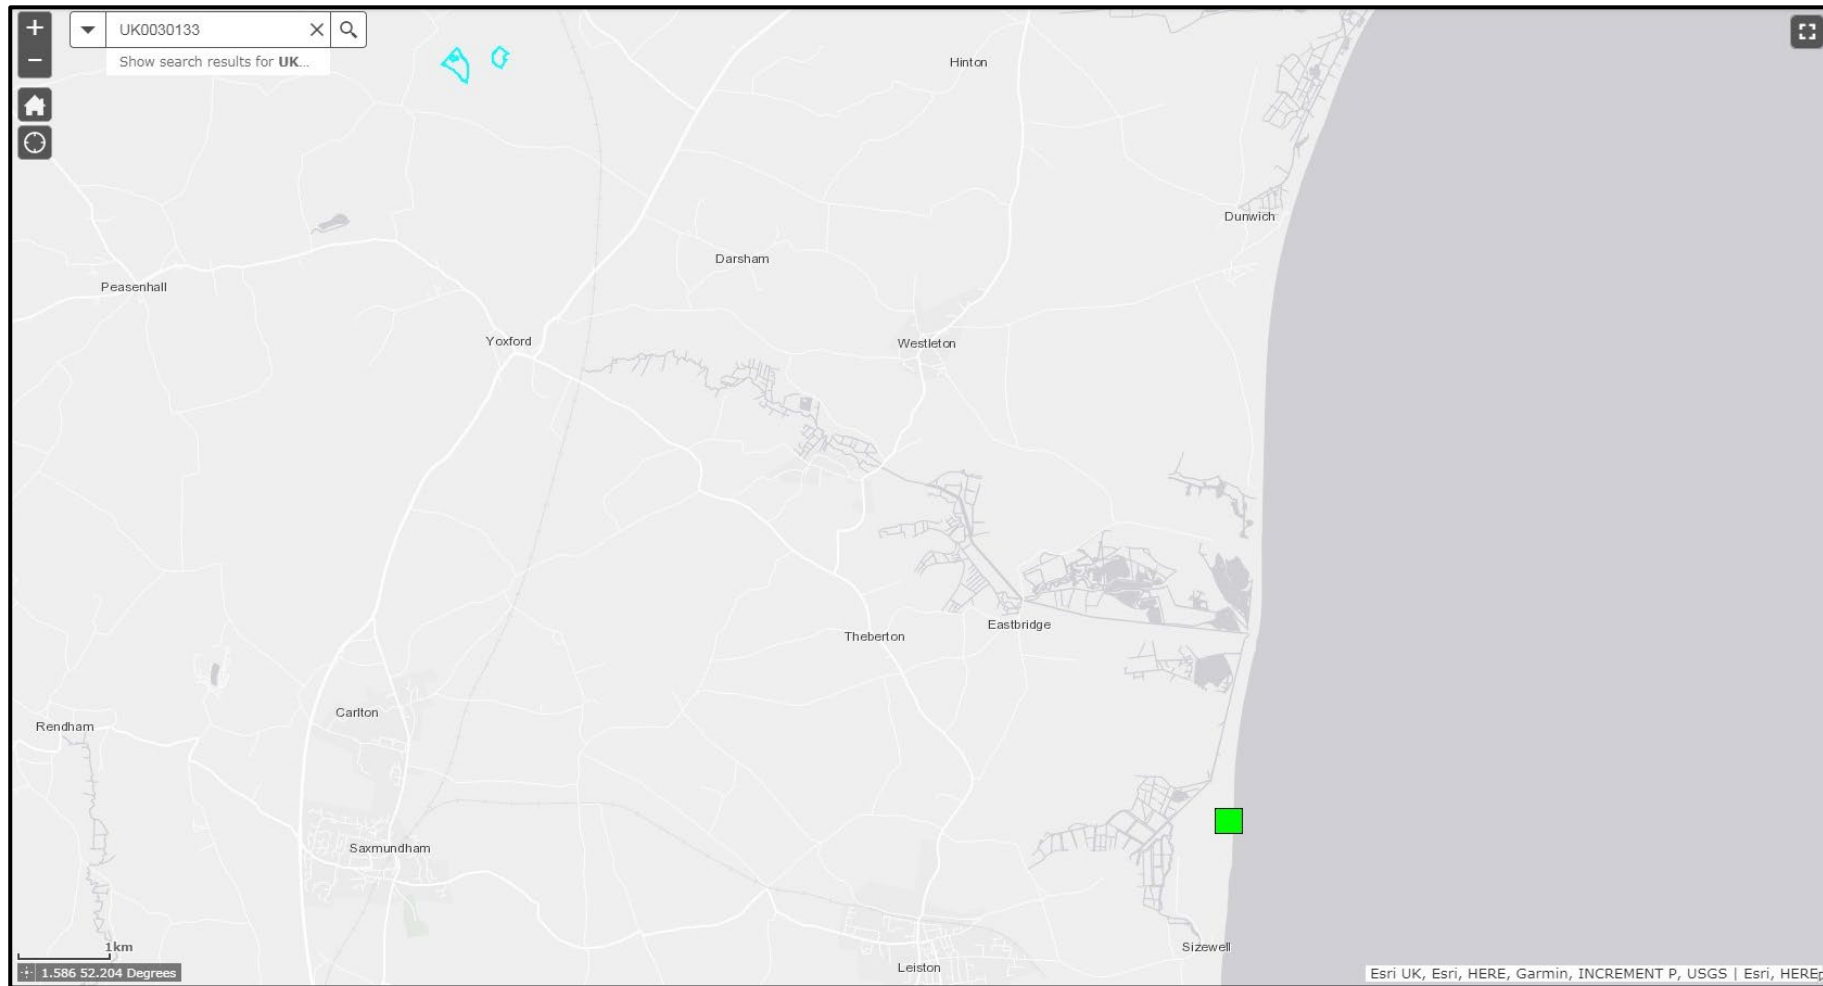 +
UK0030133
Show search results for UK...
−
Hinton
Dunwich
Darsham
Peasenhall
Yoxford
Westleton
Eastbridge
Theberton
Carlton
Rendham
Saxmundham
Sizewell
1km
Leiston
1.586 52.204 Degrees
Esri UK, Esri, HERE, Garmin, INCREMENT P, USGS | Esri, HERE,